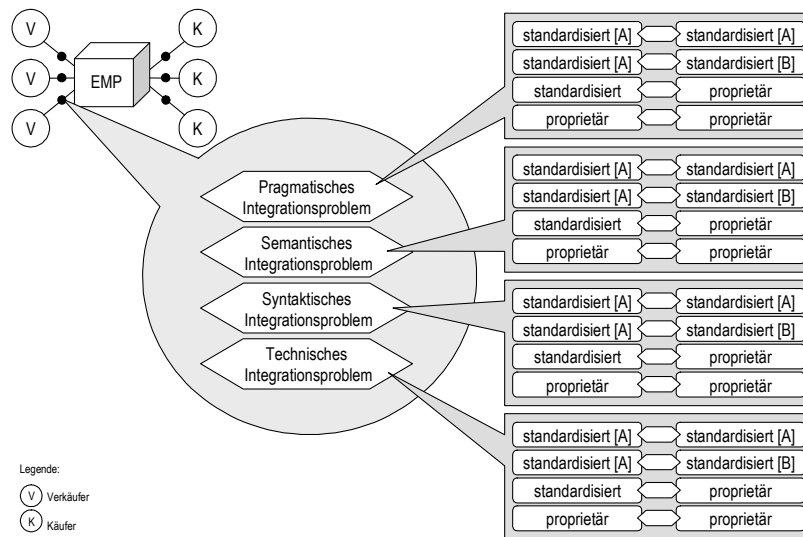 V
K
V
EMP
K
V
K
Pragmatisches
Integrationsproblem
Semantisches
Integrationsproblem
Syntaktisches
Integrationsproblem
Technisches
Integrationsproblem
standardisiert [A] standardisiert [A]
standardisiert [A] standardisiert [B]
standardisiert proprietär
proprietär proprietär
standardisiert [A] standardisiert [A]
standardisiert [A] standardisiert [B]
standardisiert proprietär
proprietär proprietär
standardisiert [A] standardisiert [A]
standardisiert [A] standardisiert [B]
standardisiert proprietär
proprietär proprietär
standardisiert [A] standardisiert [A]
standardisiert [A] standardisiert [B]
standardisiert proprietär
proprietär proprietär
Legende:
V Verkäufer
K Käufer